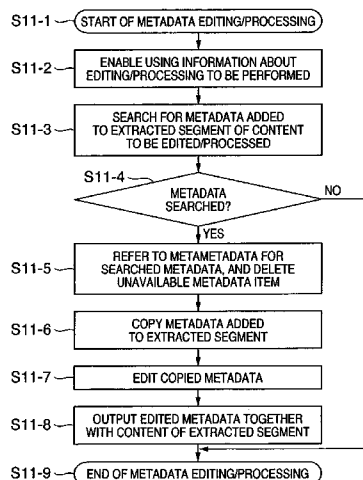 S11-1 START OF METADATA EDITING/PROCESSING
S11-2 ENABLE USING INFORMATION ABOUT
EDITING/PROCESSING TO BE PERFORMED
S11-3 SEARCH FOR METADATA ADDED
TO EXTRACTED SEGMENT OF CONTENT
TO BE EDITED/PROCESSED
S11-4
METADATA
SEARCHED?
NO
YES
S11-5 REFER TO METAMETADATA FOR
SEARCHED METADATA, AND DELETE
UNAVAILABLE METADATA ITEM
S11-6 COPY METADATA ADDED
TO EXTRACTED SEGMENT
S11-7 EDIT COPIED METADATA
S11-8 OUTPUT EDITED METADATA TOGETHER
WITH CONTENT OF EXTRACTED SEGMENT
S11-9 END OF METADATA EDITING/PROCESSING